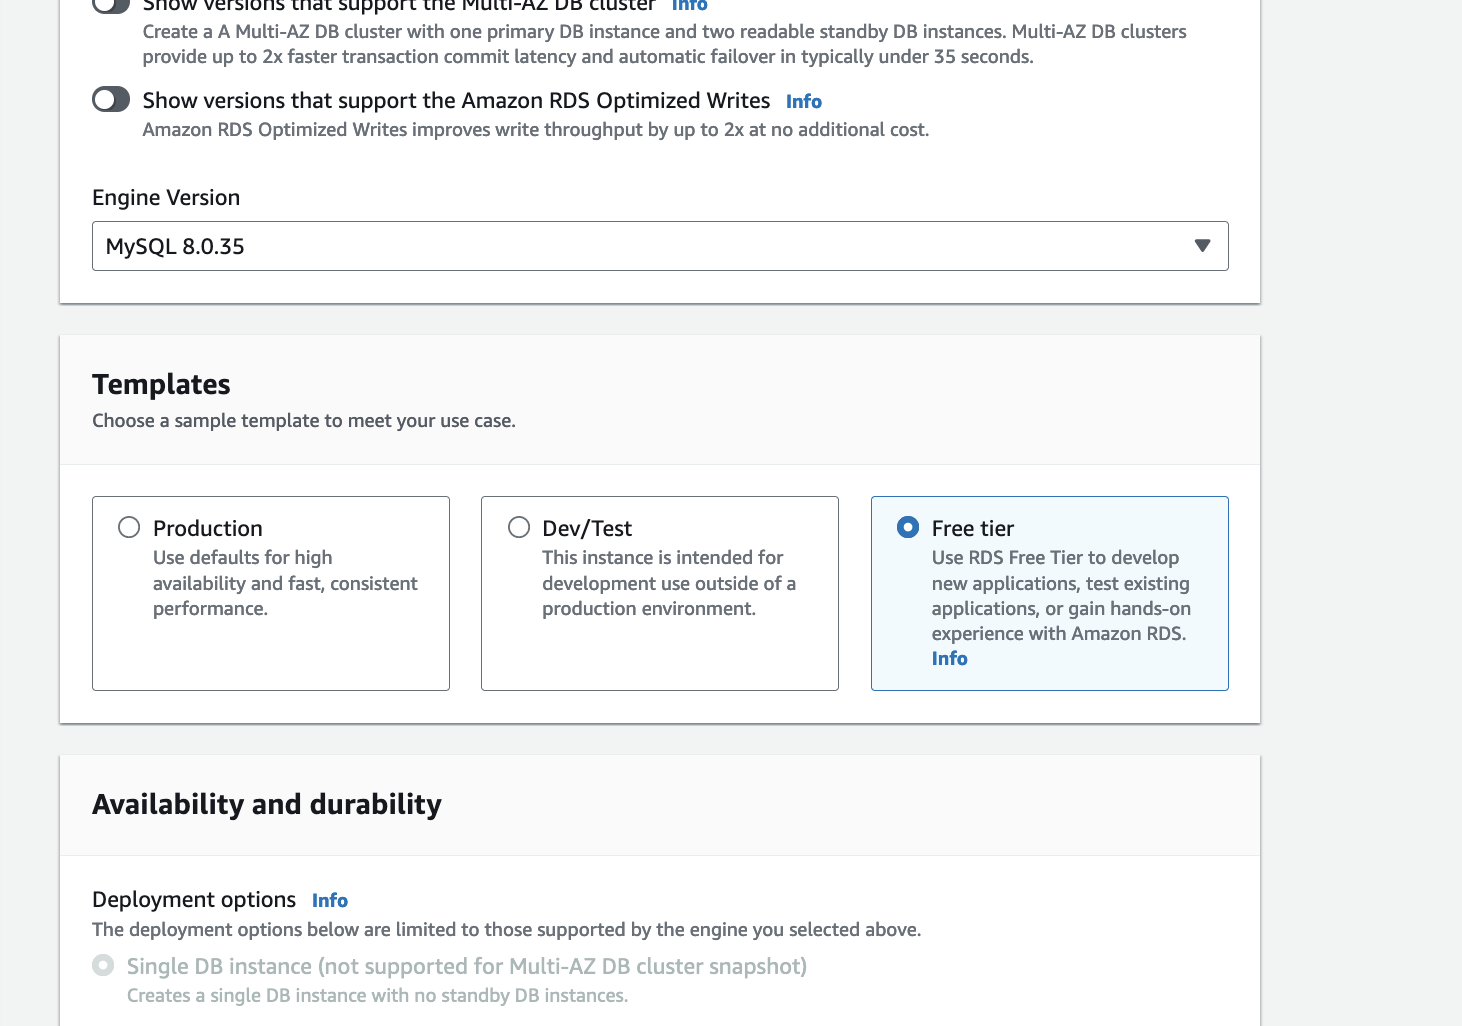 Show versions that support the Multi-AZ DB cluster Info
Create a A Multi-AZ DB cluster with one primary DB instance and two readable standby DB instances. Multi-AZ DB clusters
provide up to 2x faster transaction commit latency and automatic failover in typically under 35 seconds.
Show versions that support the Amazon RDS Optimized Writes Info
Amazon RDS Optimized Writes improves write throughput by up to 2x at no additional cost.
Engine Version
MySQL 8.0.35
Templates
Choose a sample template to meet your use case.
Production
Use defaults for high
availability and fast, consistent
performance.
Dev/Test
This instance is intended for
development use outside of a
production environment.
Free tier
Use RDS Free Tier to develop
new applications, test existing
applications, or gain hands-on
experience with Amazon RDS.
Info
Availability and durability
Deployment options Info
The deployment options below are limited to those supported by the engine you selected above.
Single DB instance (not supported for Multi-AZ DB cluster snapshot)
Creates a single DB instance with no standby DB instances.